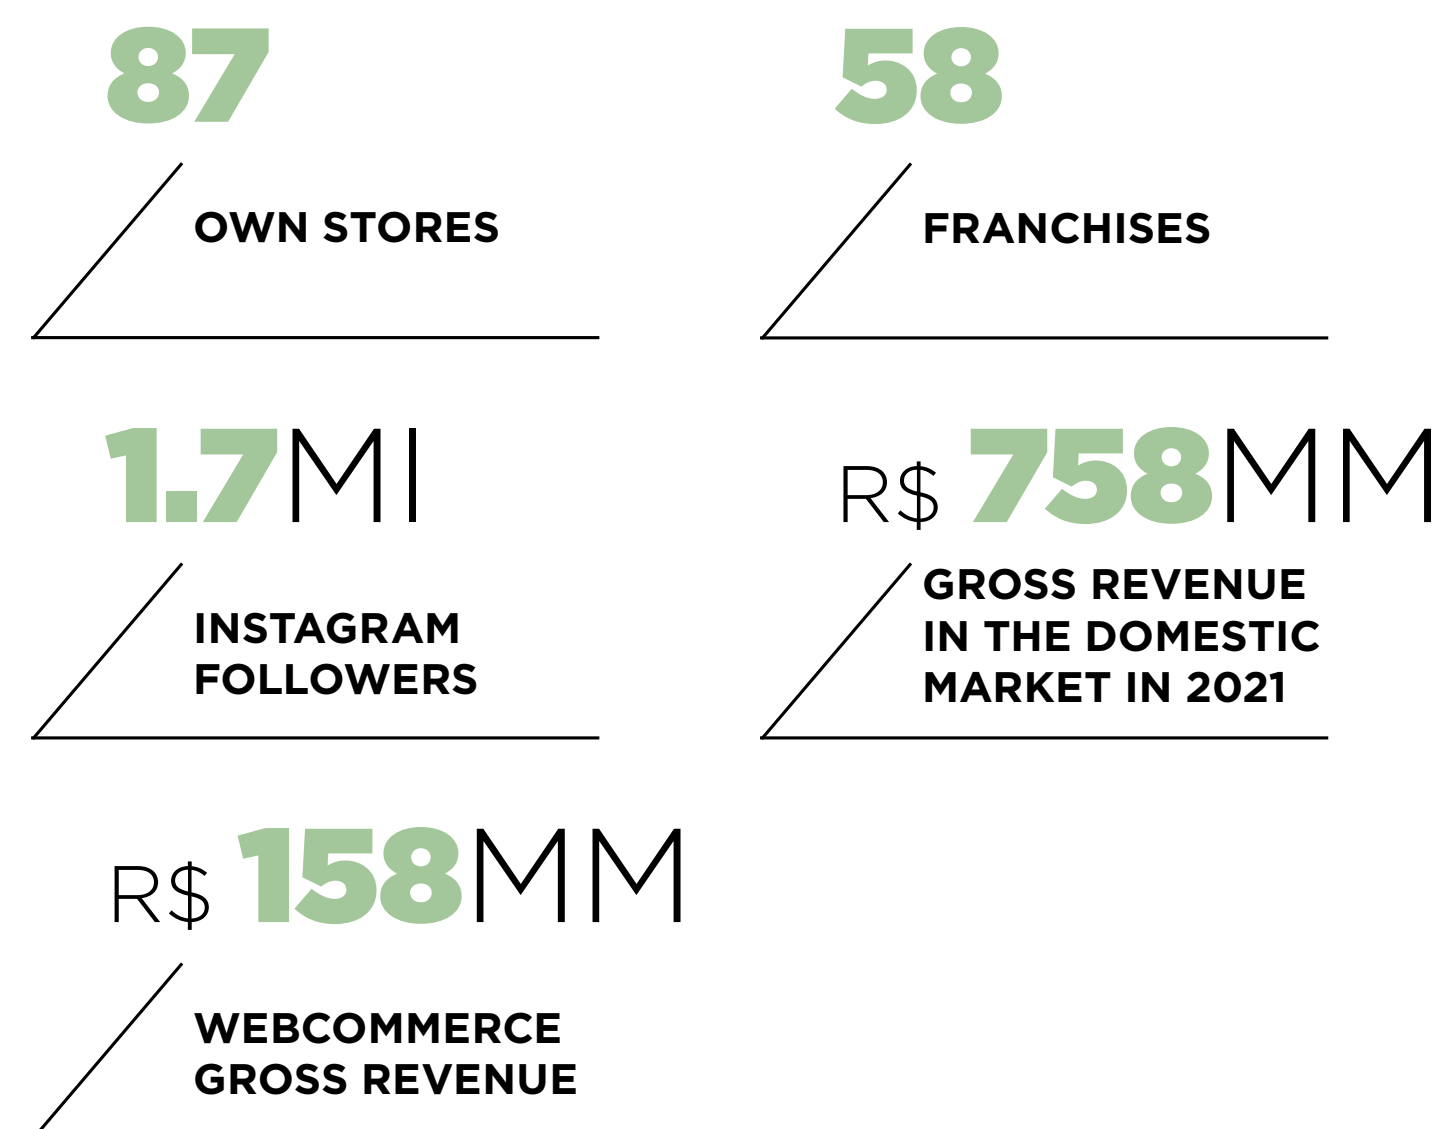 87
OWN STORES
58
FRANCHISES
1.7MI
INSTAGRAM
FOLLOWERS
R$ 758MM
GROSS REVENUE
IN THE DOMESTIC
MARKET IN 2021
R$ 158MM
WEBCOMMERCE
GROSS REVENUE